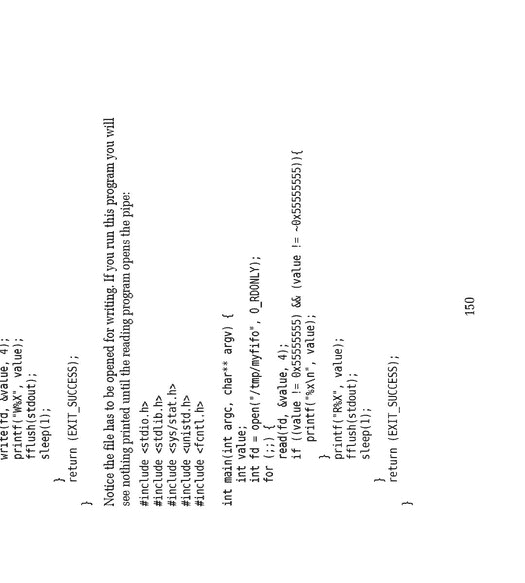 write(fd, &value, 4);
printf("W%X", value);
fflush(stdout);
sleep(1);
}
return (EXIT_SUCCESS);
}
Notice the file has to be opened for writing. If you run this program you will
see nothing printed until the reading program opens the pipe:
#include <stdio.h>
#include <stdlib.h>
#include <sys/stat.h>
#include <unistd.h>
#include <fcntl.h>
int main(int argc, char** argv) {
int value;
int fd = open("/tmp/myfifo", O_RDONLY);
for (;;) {
read(fd, &value, 4);
if ((value != 0x55555555) && (value != ~0x55555555)){
printf("%x\n", value);
}
printf("R%X", value);
fflush(stdout);
sleep(1);
}
return (EXIT_SUCCESS);
}
150